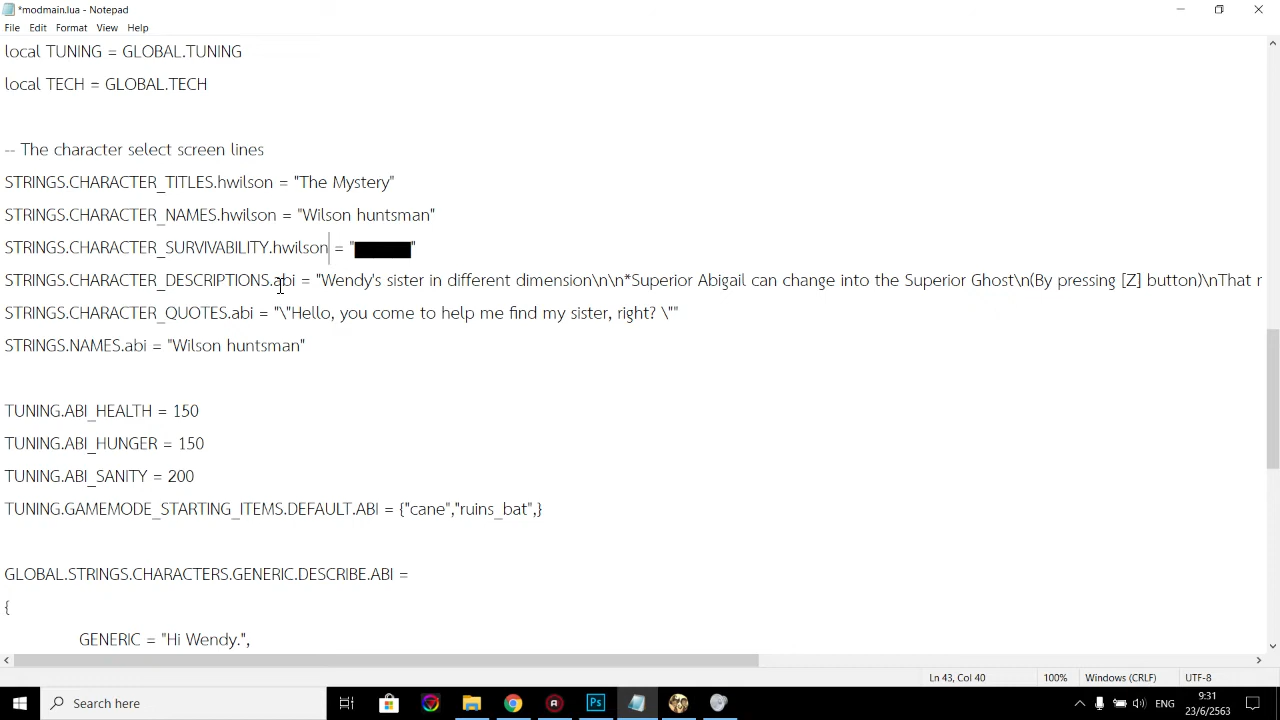 *modmain.lua - Notepad
File Edit Format View Help
local TUNING = GLOBAL.TUNING
local TECH = GLOBAL.TECH
-- The character select screen lines
STRINGS.CHARACTER_TITLES.hwilson = "The Mystery"
STRINGS.CHARACTER_NAMES.hwilson = "Wilson huntsman"
STRINGS.CHARACTER_SURVIVABILITY.hwilson = " "
STRINGS.CHARACTER_DESCRIPTIONS.abi = "Wendy's sister in different dimension\n\n*Superior Abigail can change into the Superior Ghost\n(By pressing [Z] button)\nThat r
STRINGS.CHARACTER_QUOTES.abi = "\"Hello, you come to help me find my sister, right? \""
STRINGS.NAMES.abi = "Wilson huntsman"
TUNING.ABI_HEALTH = 150
TUNING.ABI_HUNGER = 150
TUNING.ABI_SANITY = 200
TUNING.GAMEMODE_STARTING_ITEMS.DEFAULT.ABI = {"cane","ruins_bat",}
GLOBAL.STRINGS.CHARACTERS.GENERIC.DESCRIBE.ABI =
{
GENERIC = "Hi Wendy.",
Ln 43, Col 40 100% Windows (CRLF) UTF-8
Search here Ps ENG 9:31
23/6/2563